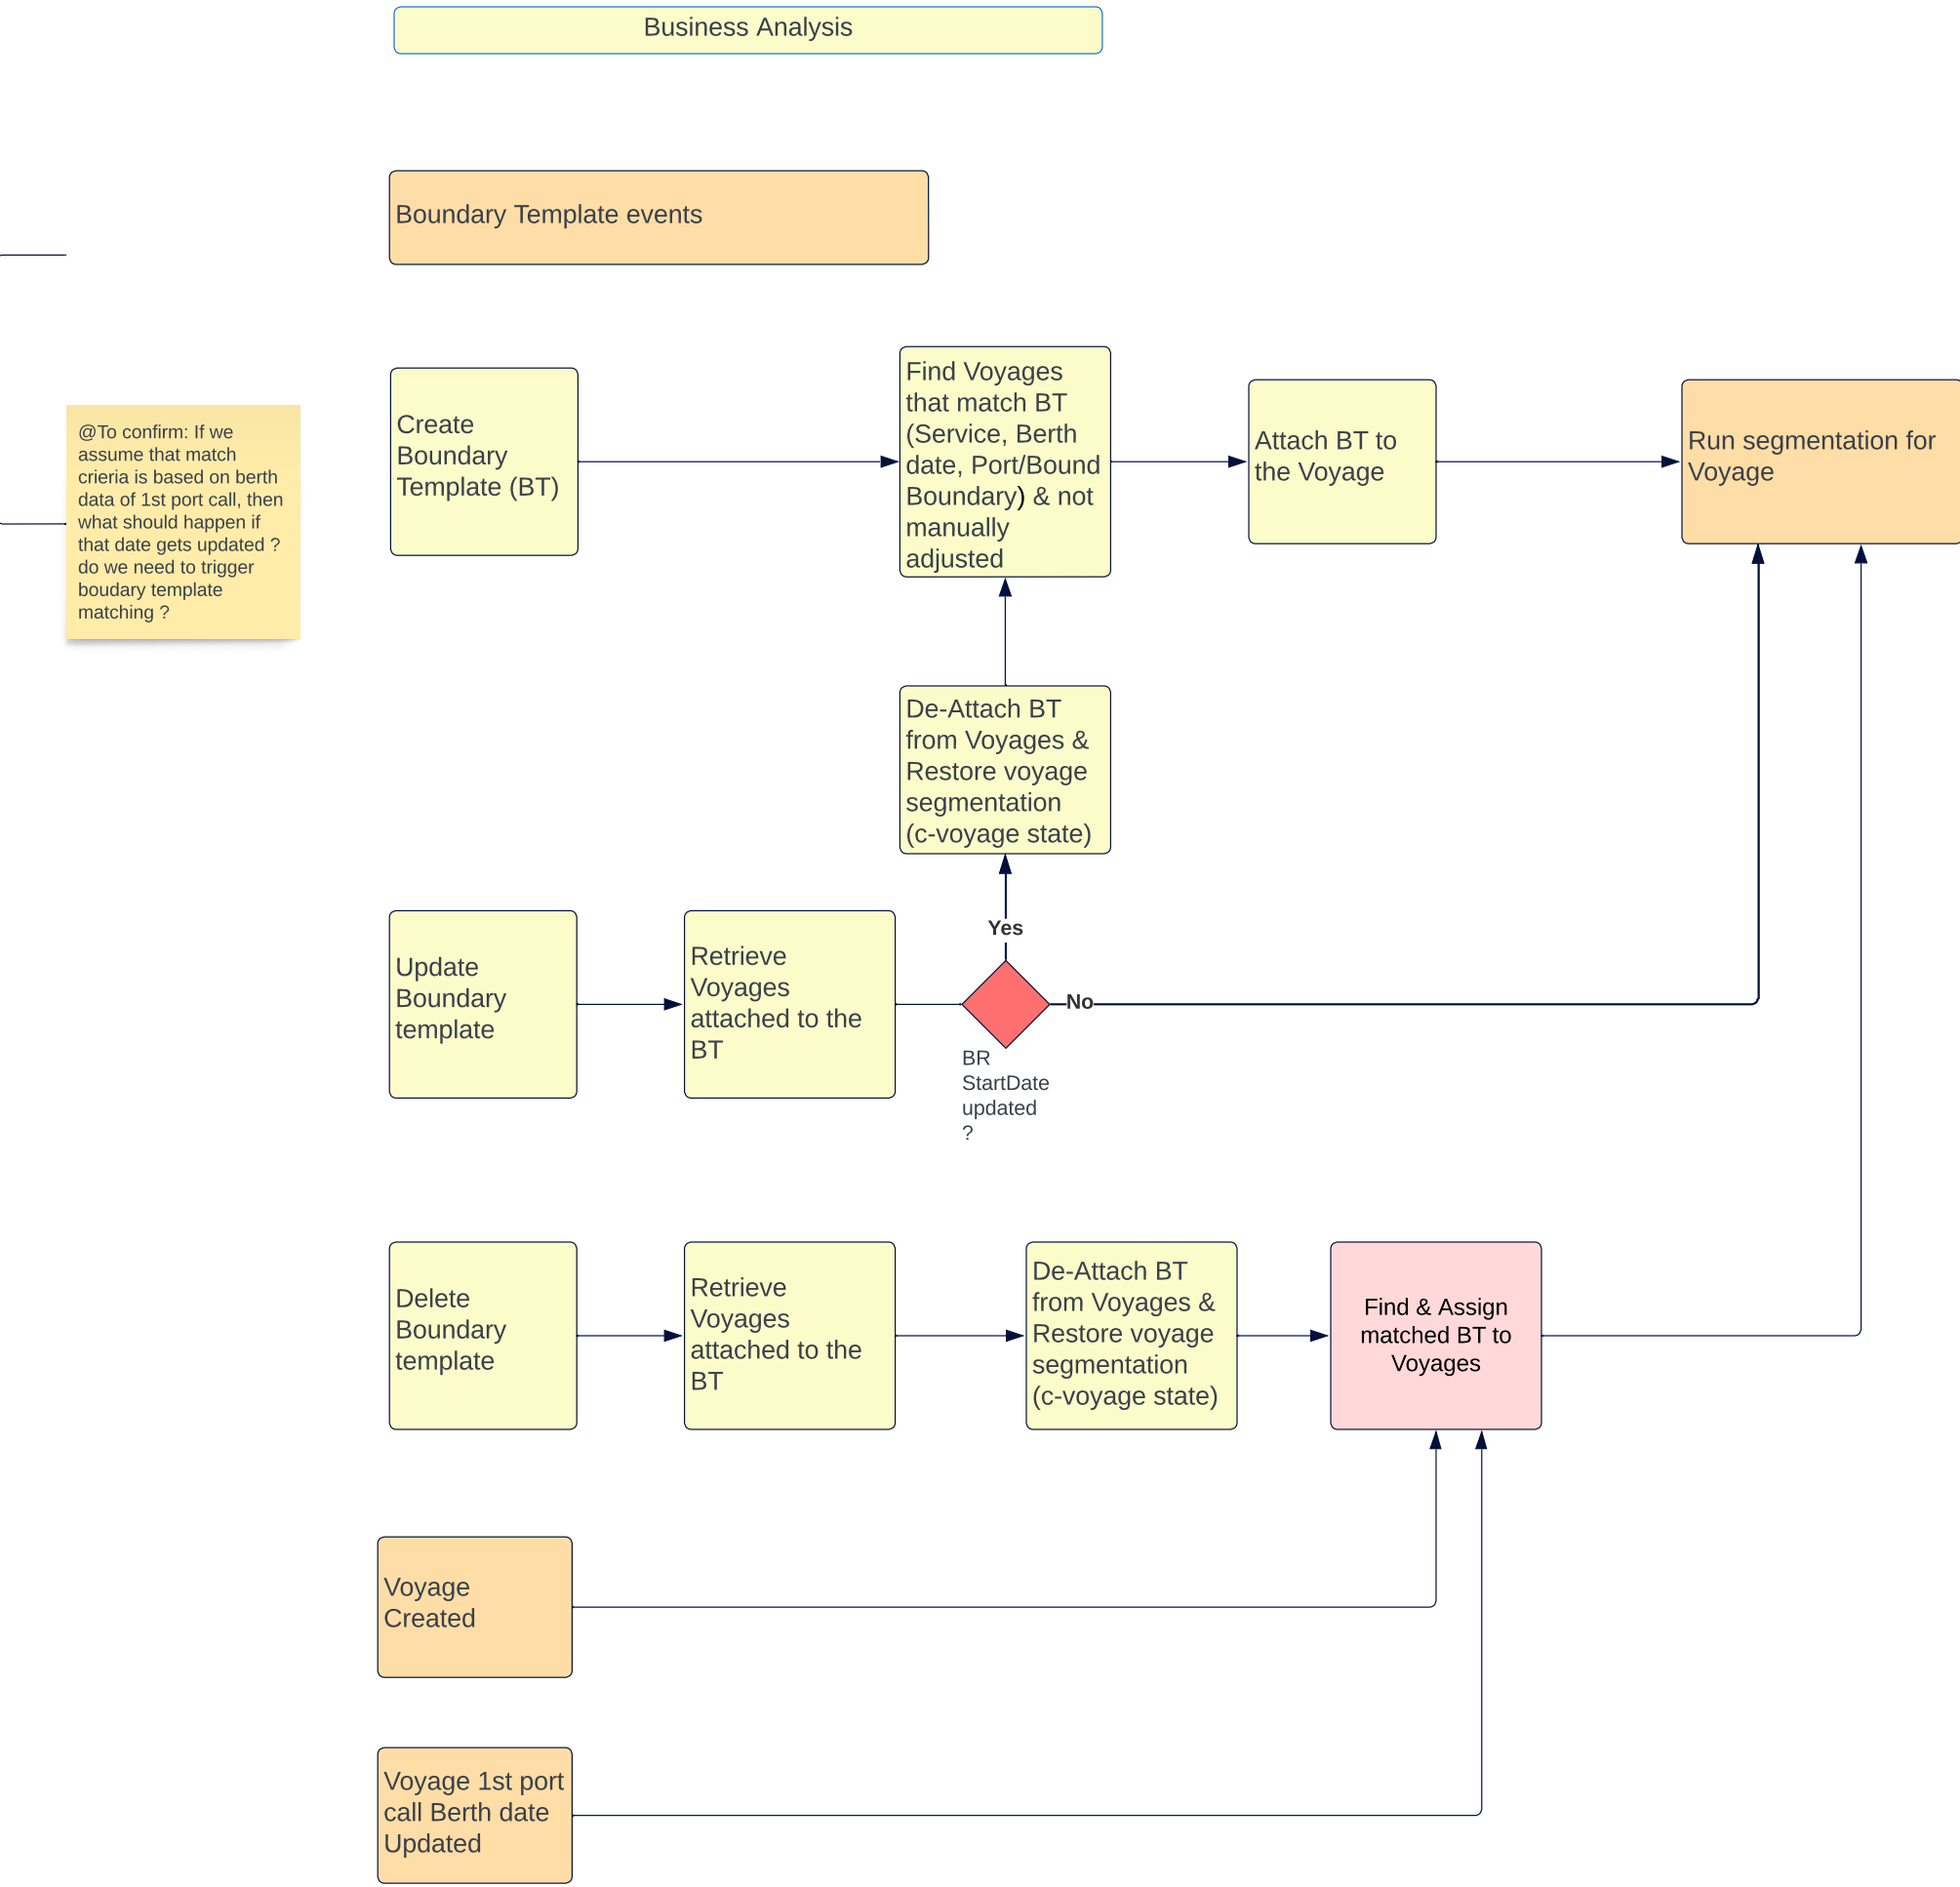 Business Analysis
Boundary Template events
@To confirm: If we
assume that match
crieria is based on berth
data of 1st port call, then
what should happen if
that date gets updated ?
do we need to trigger
boudary template
matching ?
Create
Boundary
Template (BT)
Find Voyages
that match BT
(Service, Berth
date, Port/Bound
Boundary) & not
manually
adjusted
Attach BT to
the Voyage
Run segmentation for
Voyage
De-Attach BT
from Voyages &
Restore voyage
segmentation
(c-voyage state)
Yes
Update
Boundary
template
Retrieve
Voyages
attached to the
BT
No
BR
StartDate
updated
?
Delete
Boundary
template
Retrieve
Voyages
attached to the
BT
De-Attach BT
from Voyages &
Restore voyage
segmentation
(c-voyage state)
Find & Assign
matched BT to
Voyages
Voyage
Created
Voyage 1st port
call Berth date
Updated